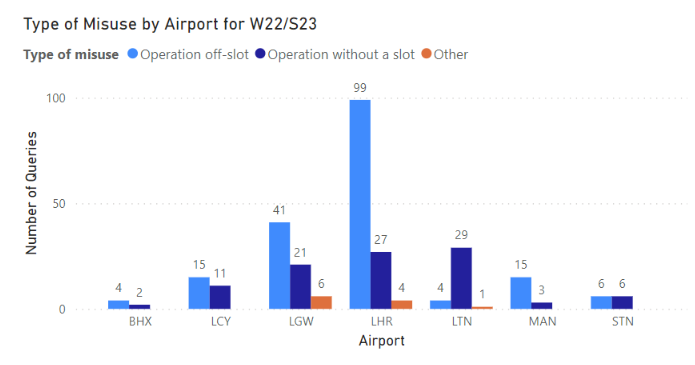 Type of Misuse by Airport for W22/S23
Type of misuse Operation off-slot Operation without a slot Other
Number of Queries
100
50
0
4 2
15 11
41 21 6
99 27 4
4 29 1
15 3
6 6
BHX LCY LGW LHR LTN MAN STN
Airport